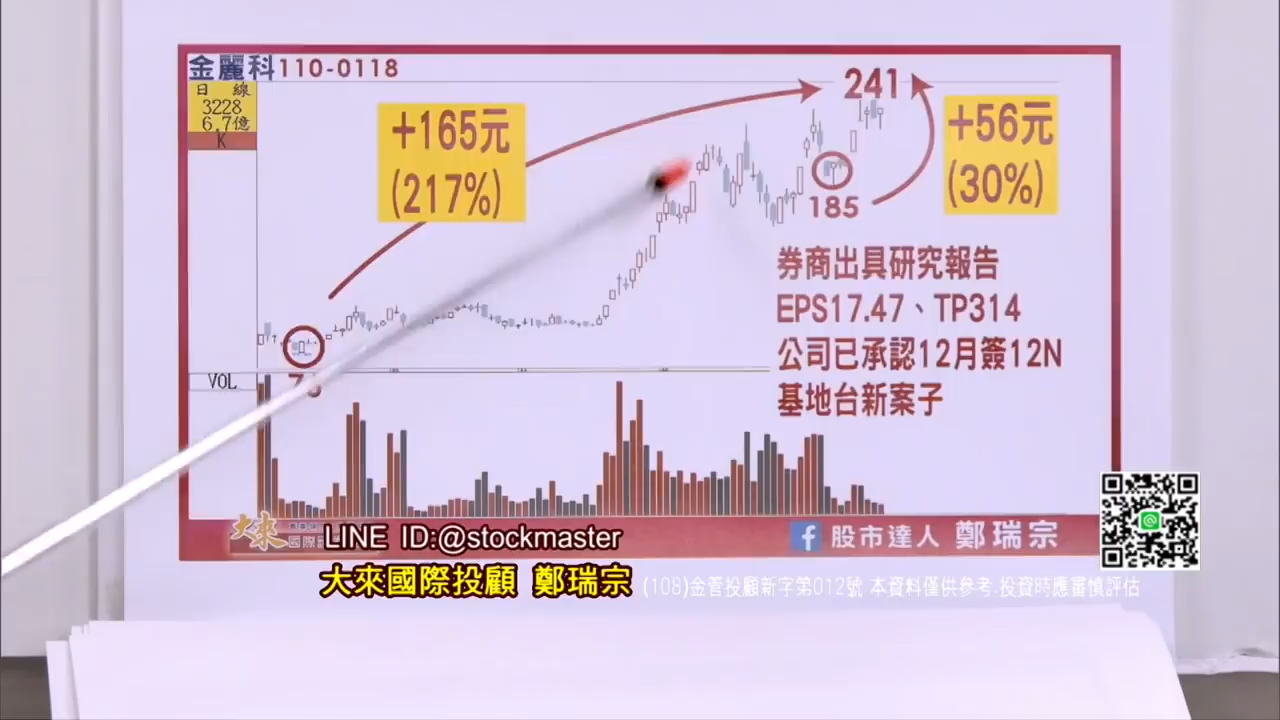 金麗科110-0118
日 線
3228
6.7億
K
+165元
(217%)
241
+56元
(30%)
185
券商出具研究報告
EPS17.47、TP314
公司已承認12月簽12N
基地台新案子
VOL
大來
LINE ID:@stockmaster
股市達人 鄭瑞宗
大來國際投顧 鄭瑞宗
(108)金管投顧新字第012號 本資料僅供參考.投資時應審慎評估